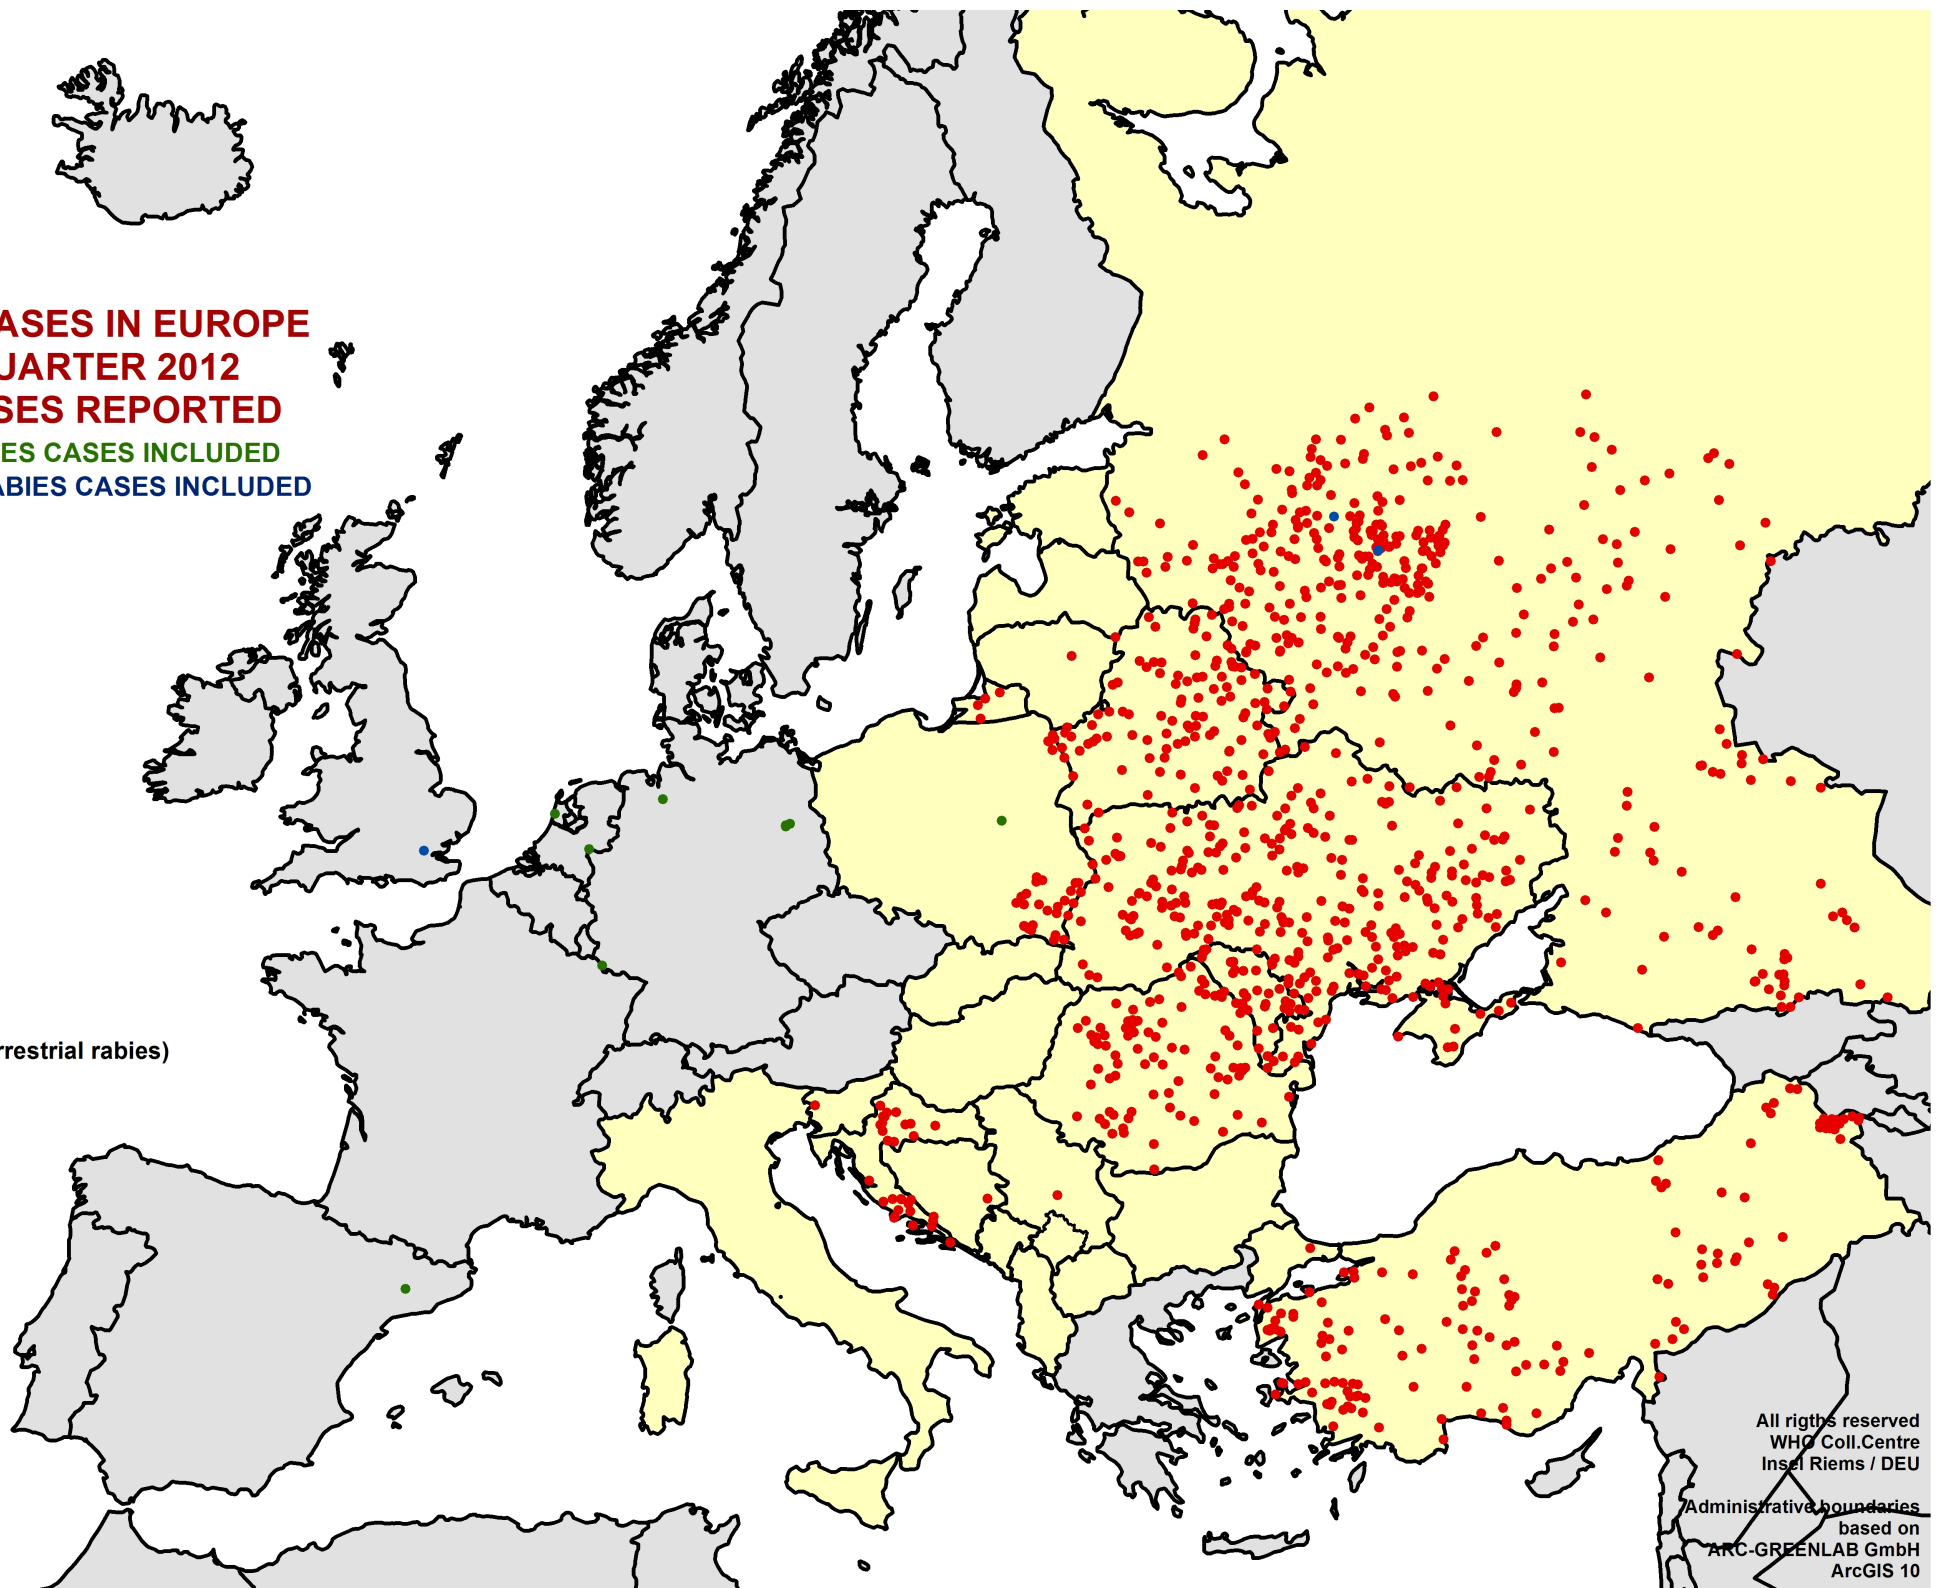 ASES IN EUROPE
UARTER 2012
SES REPORTED
ES CASES INCLUDED
ABIES CASES INCLUDED
rrestrial rabies)
All rigths reserved
WHO Coll.Centre
Insel Riems / DEU
Administrative boundaries
based on
ARC-GREENLAB GmbH
ArcGIS 10